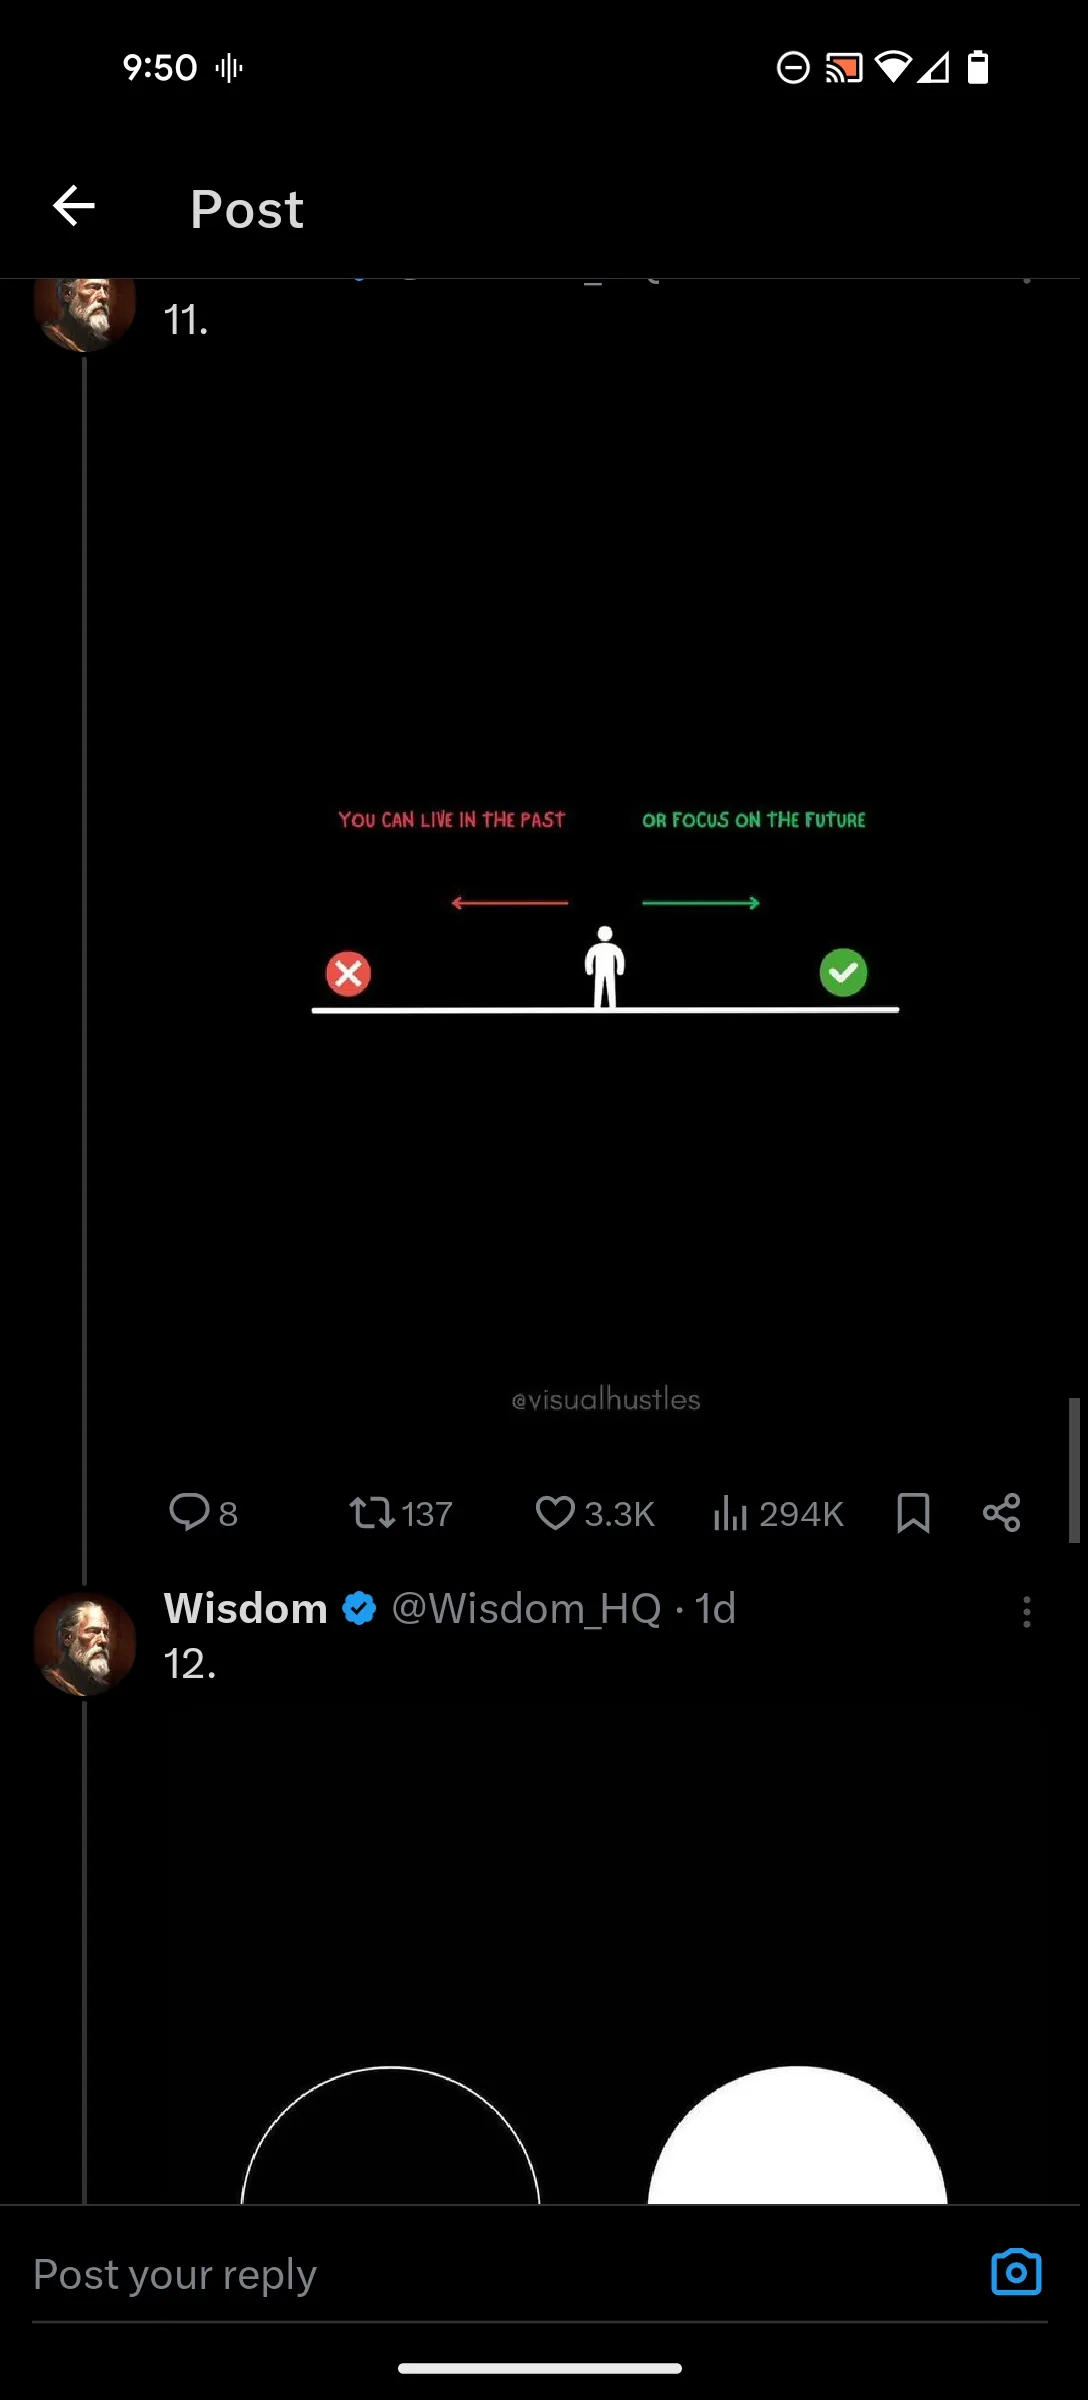 9:50
Post
11.
YOU CAN LIVE IN THE PAST
OR FOCUS ON THE FUTURE
@visualhustles
8 137 3.3K 294K
Wisdom @Wisdom_HQ · 1d
12.
Post your reply